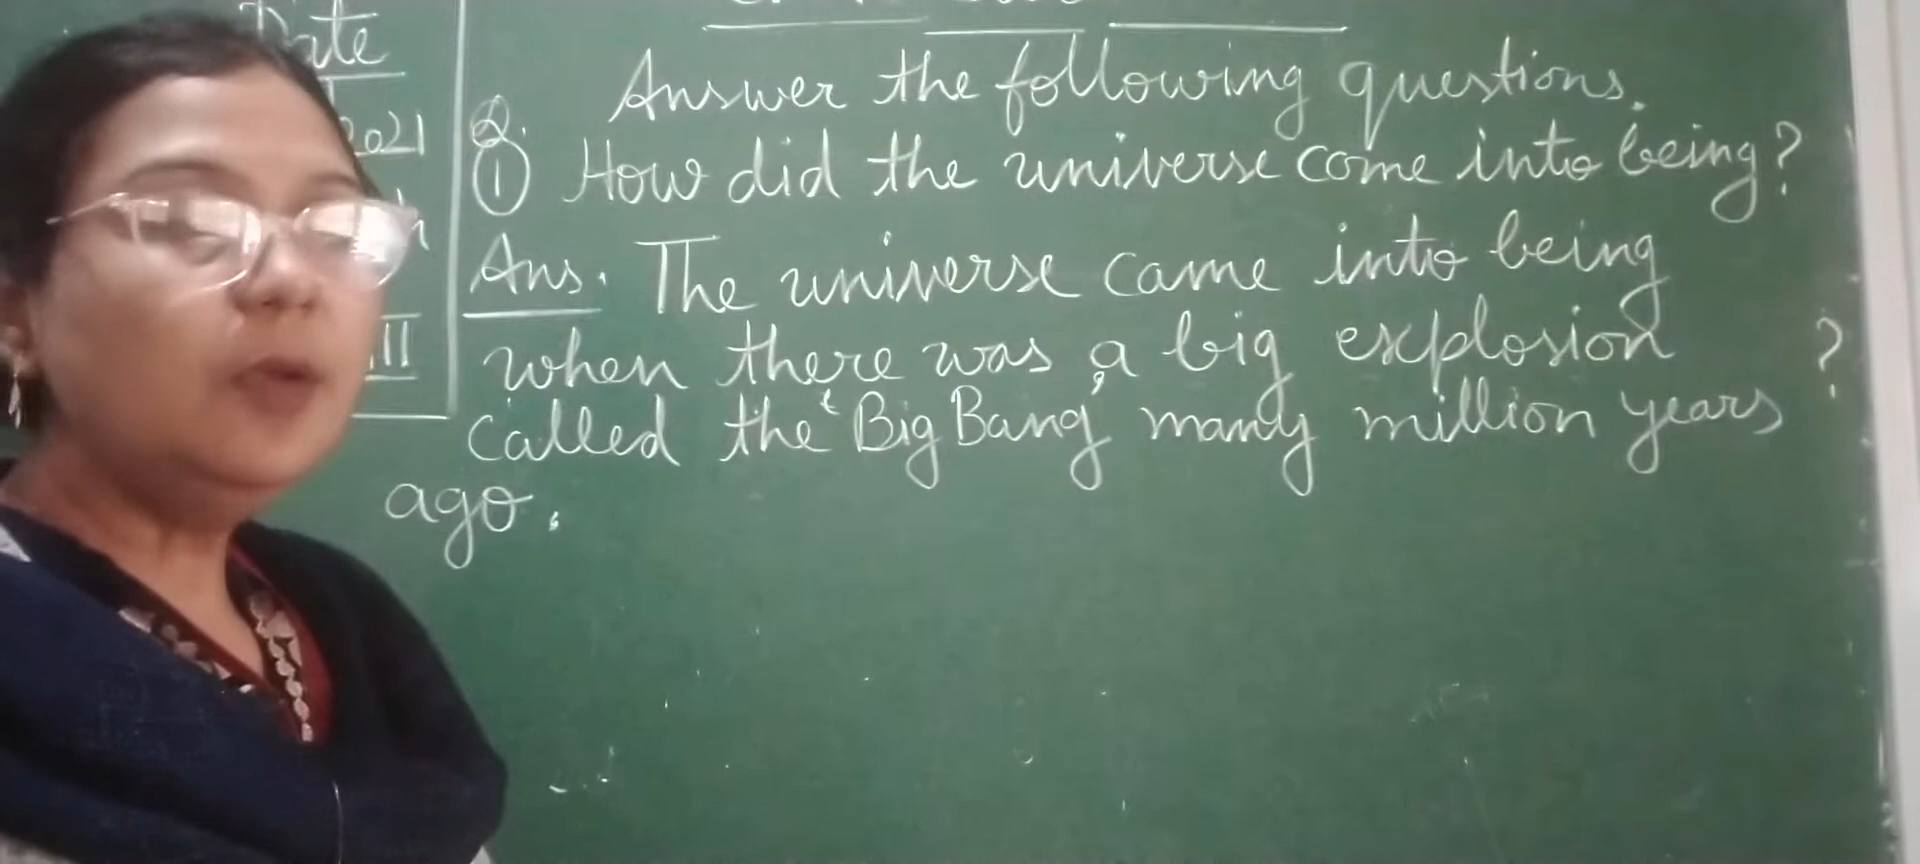 Date
2021
III
Answer the following questions.
Q.
① How did the universe come into being?
Ans. The universe came into being
when there was a big explosion ?
called the 'Big Bang' many million years
ago.